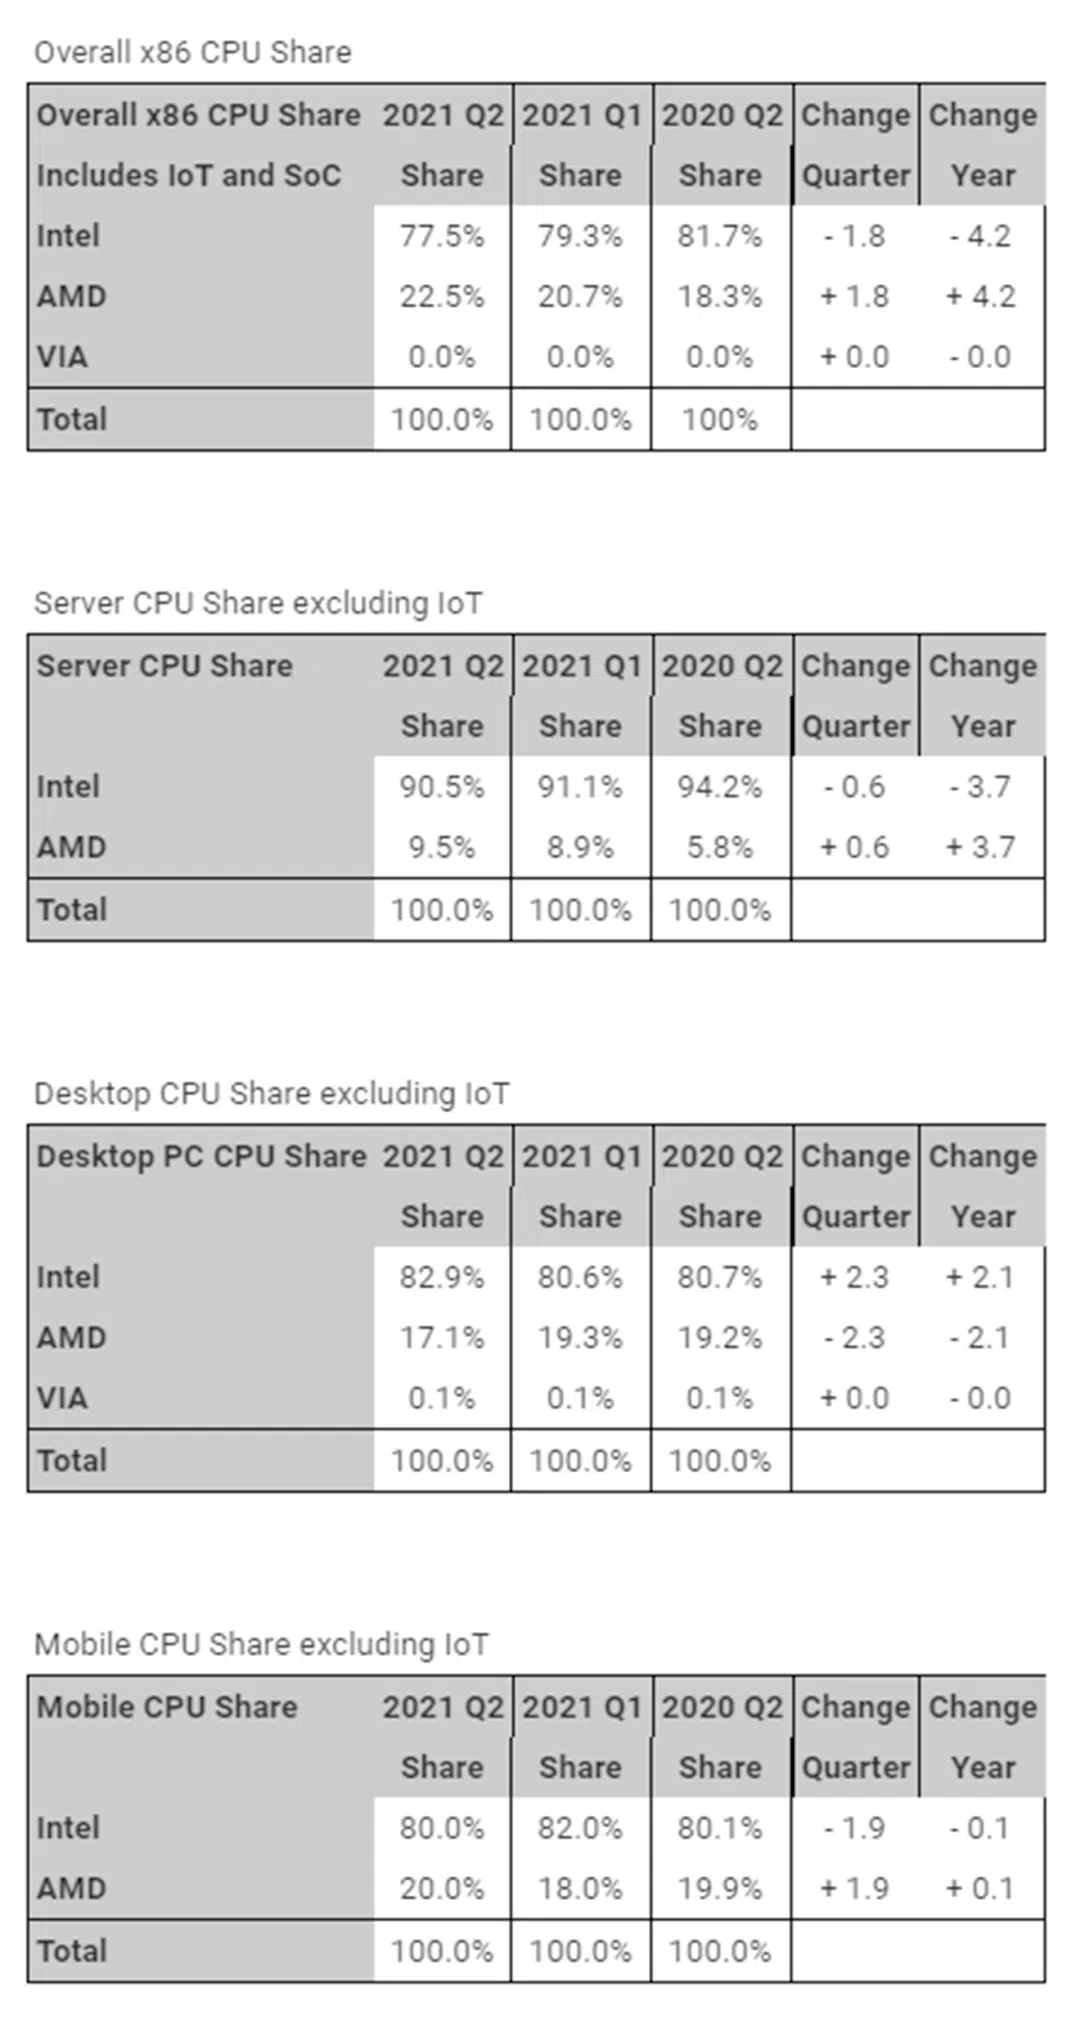 Overall x86 CPU Share
Overall x86 CPU Share 2021 Q2 2021 Q1 2020 Q2 Change Change
Includes IoT and SoC Share Share Share Quarter Year
Intel 77.5% 79.3% 81.7% - 1.8 - 4.2
AMD 22.5% 20.7% 18.3% + 1.8 + 4.2
VIA 0.0% 0.0% 0.0% + 0.0 - 0.0
Total 100.0% 100.0% 100%
Server CPU Share excluding IoT
Server CPU Share 2021 Q2 2021 Q1 2020 Q2 Change Change
Share Share Share Quarter Year
Intel 90.5% 91.1% 94.2% - 0.6 - 3.7
AMD 9.5% 8.9% 5.8% + 0.6 + 3.7
Total 100.0% 100.0% 100.0%
Desktop CPU Share excluding IoT
Desktop PC CPU Share 2021 Q2 2021 Q1 2020 Q2 Change Change
Share Share Share Quarter Year
Intel 82.9% 80.6% 80.7% + 2.3 + 2.1
AMD 17.1% 19.3% 19.2% - 2.3 - 2.1
VIA 0.1% 0.1% 0.1% + 0.0 - 0.0
Total 100.0% 100.0% 100.0%
Mobile CPU Share excluding IoT
Mobile CPU Share 2021 Q2 2021 Q1 2020 Q2 Change Change
Share Share Share Quarter Year
Intel 80.0% 82.0% 80.1% - 1.9 - 0.1
AMD 20.0% 18.0% 19.9% + 1.9 + 0.1
Total 100.0% 100.0% 100.0%